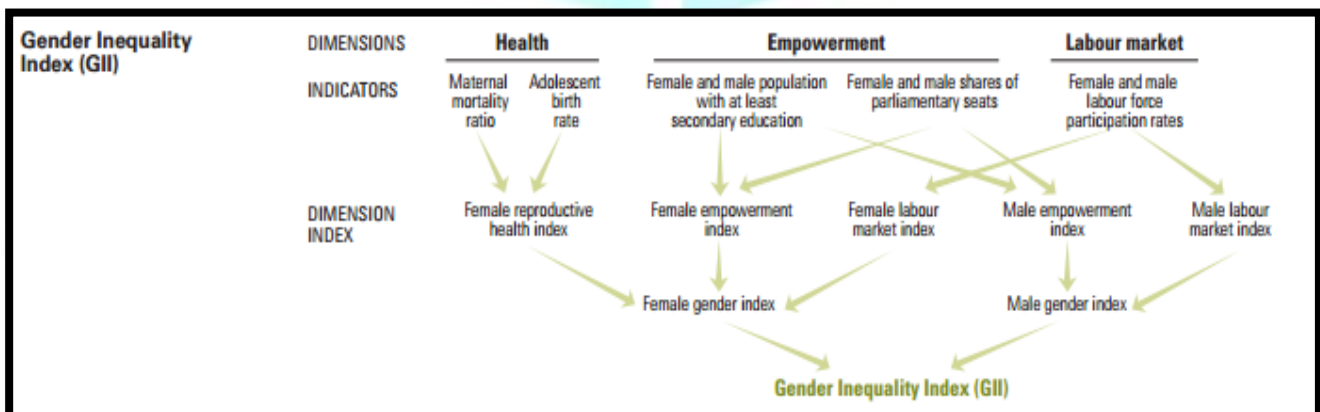 Gender Inequality
Index (GII)
DIMENSIONS
Health
Empowerment
Labour market
INDICATORS
Maternal
mortality
ratio
Adolescent
birth
rate
Female and male population
with at least
secondary education
Female and male shares of
parliamentary seats
Female and male
labour force
participation rates
DIMENSION
INDEX
Female reproductive
health index
Female empowerment
index
Female labour
market index
Male empowerment
index
Male labour
market index
Female gender index
Male gender index
Gender Inequality Index (GII)